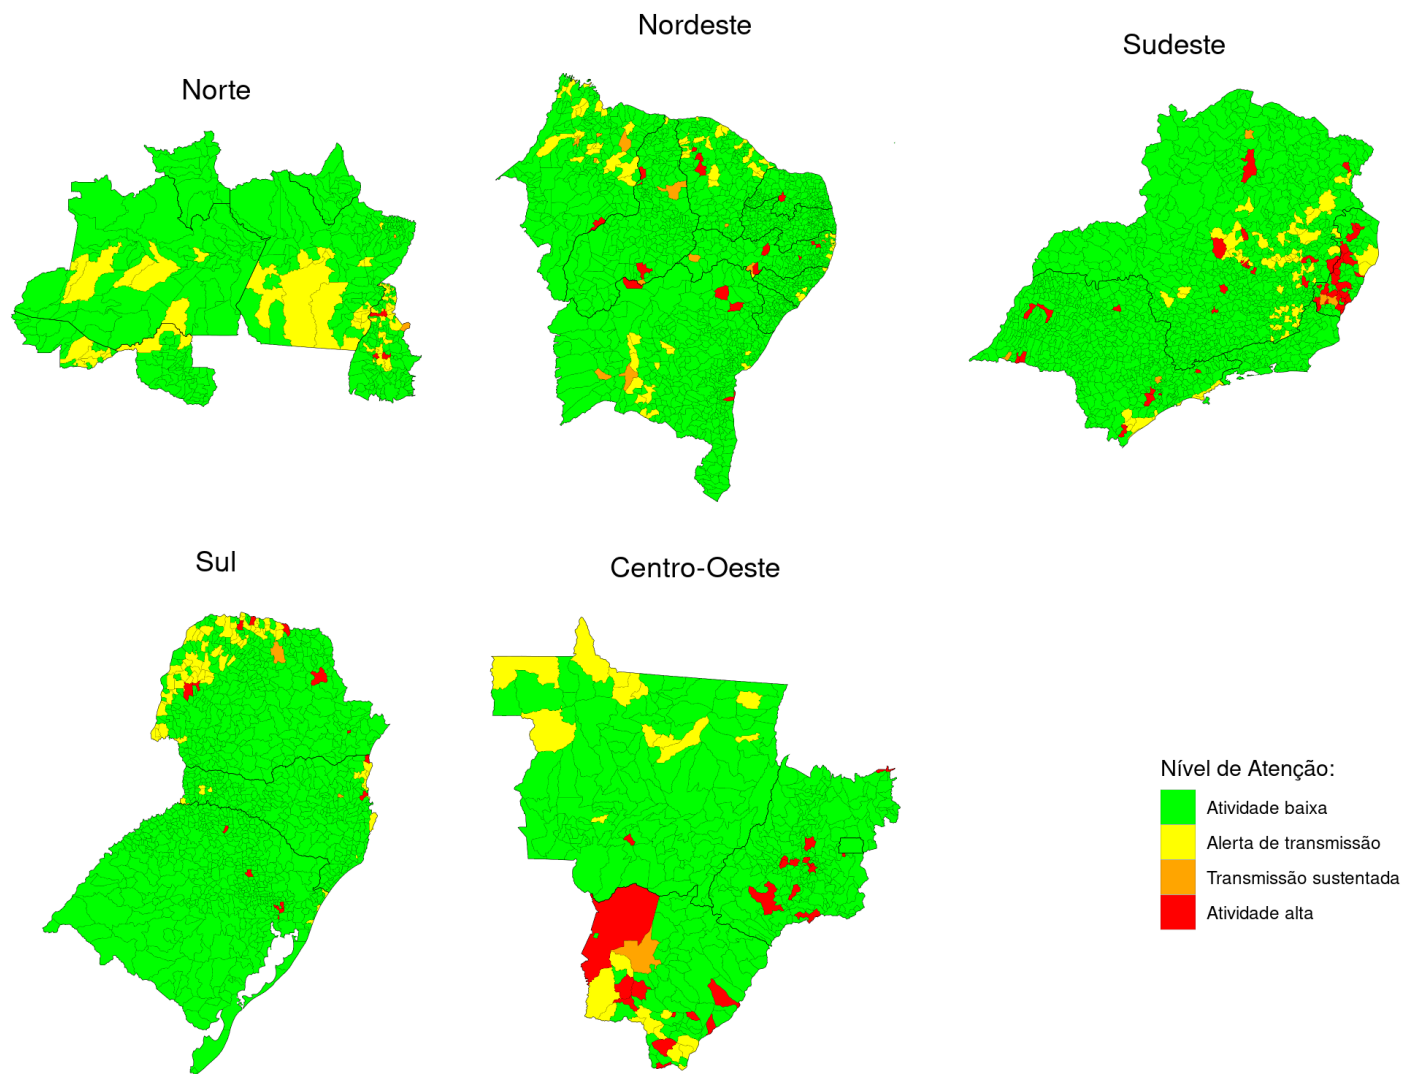 Nordeste
Sudeste
Norte
Sul
Centro-Oeste
Nível de Atenção:
Atividade baixa
Alerta de transmissão
Transmissão sustentada
Atividade alta